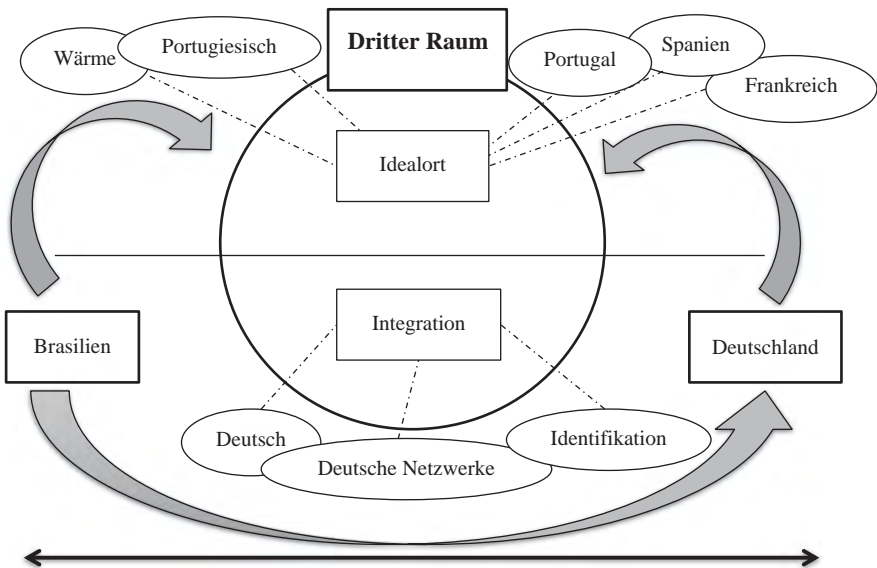 Dritter Raum
Wärme
Portugiesisch
Portugal
Spanien
Frankreich
Idealort
Integration
Brasilien
Deutschland
Deutsch
Deutsche Netzwerke
Identifikation